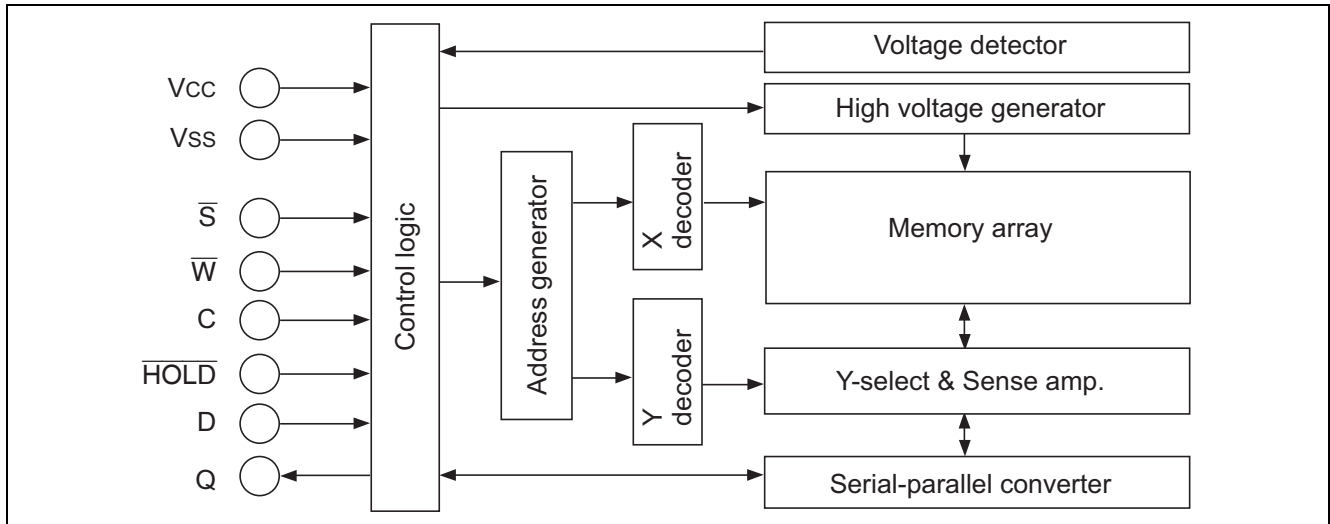 Voltage detector
VCC
High voltage generator
VSS
X
decoder
S̅
Control logic
Address generator
Memory array
W̅
C
H̅O̅L̅D̅
Y
decoder
Y-select & Sense amp.
D
Q
Serial-parallel converter